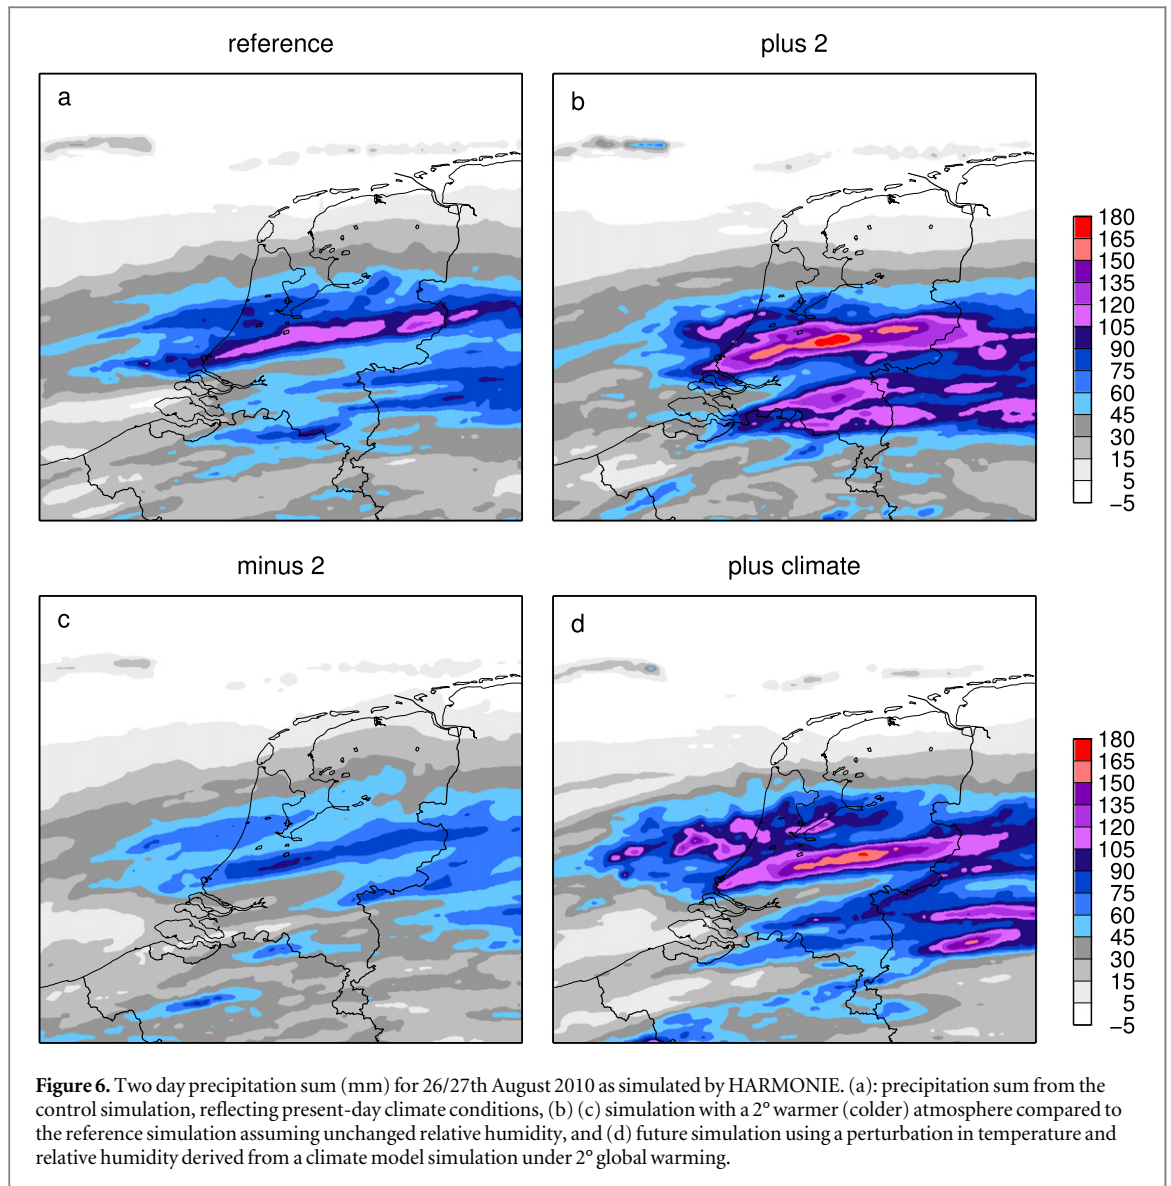 reference
plus 2
a
b
180
165
150
135
120
105
90
75
60
45
30
15
5
−5
minus 2
plus climate
c
d
180
165
150
135
120
105
90
75
60
45
30
15
5
−5
Figure 6. Two day precipitation sum (mm) for 26/27th August 2010 as simulated by HARMONIE. (a): precipitation sum from the
control simulation, reflecting present-day climate conditions, (b) (c) simulation with a 2° warmer (colder) atmosphere compared to
the reference simulation assuming unchanged relative humidity, and (d) future simulation using a perturbation in temperature and
relative humidity derived from a climate model simulation under 2° global warming.